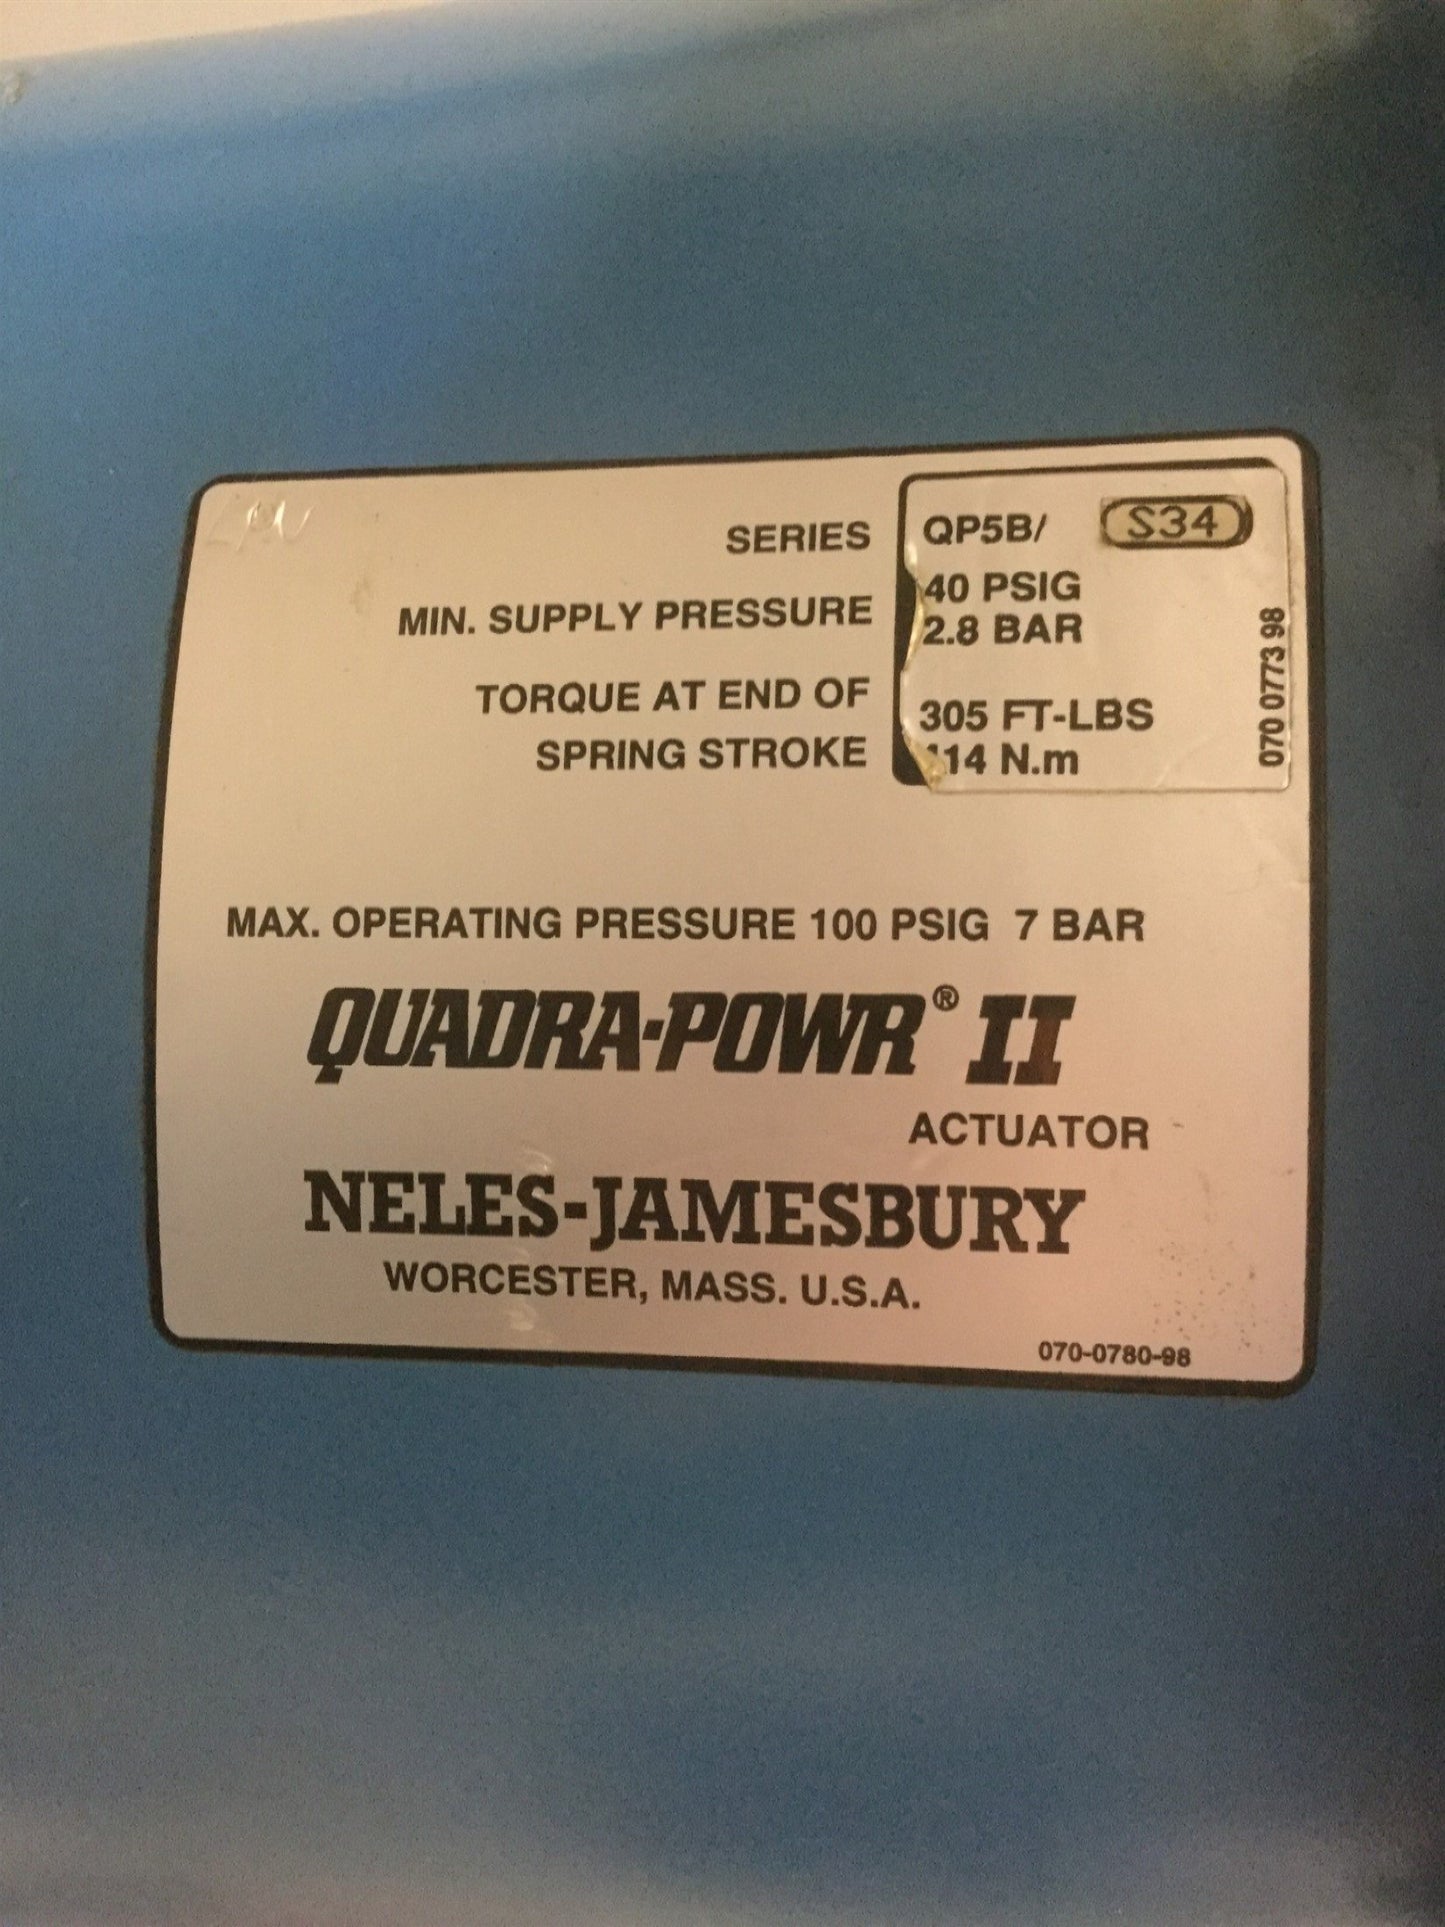 SERIES QP5B/ S34
MIN. SUPPLY PRESSURE 40 PSIG
2.8 BAR
TORQUE AT END OF 305 FT-LBS
SPRING STROKE 14 N.m
070 0773 98
MAX. OPERATING PRESSURE 100 PSIG 7 BAR
QUADRA-POWR® II
ACTUATOR
NELES-JAMESBURY
WORCESTER, MASS. U.S.A.
070-0780-98